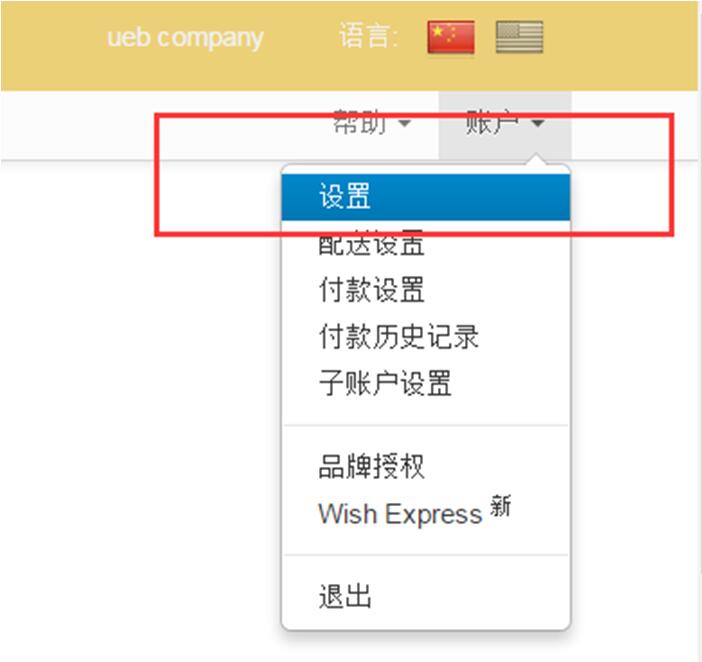 ueb company 语言:
帮助 账户
设置
配送设置
付款设置
付款历史记录
子账户设置
品牌授权
Wish Express 新
退出